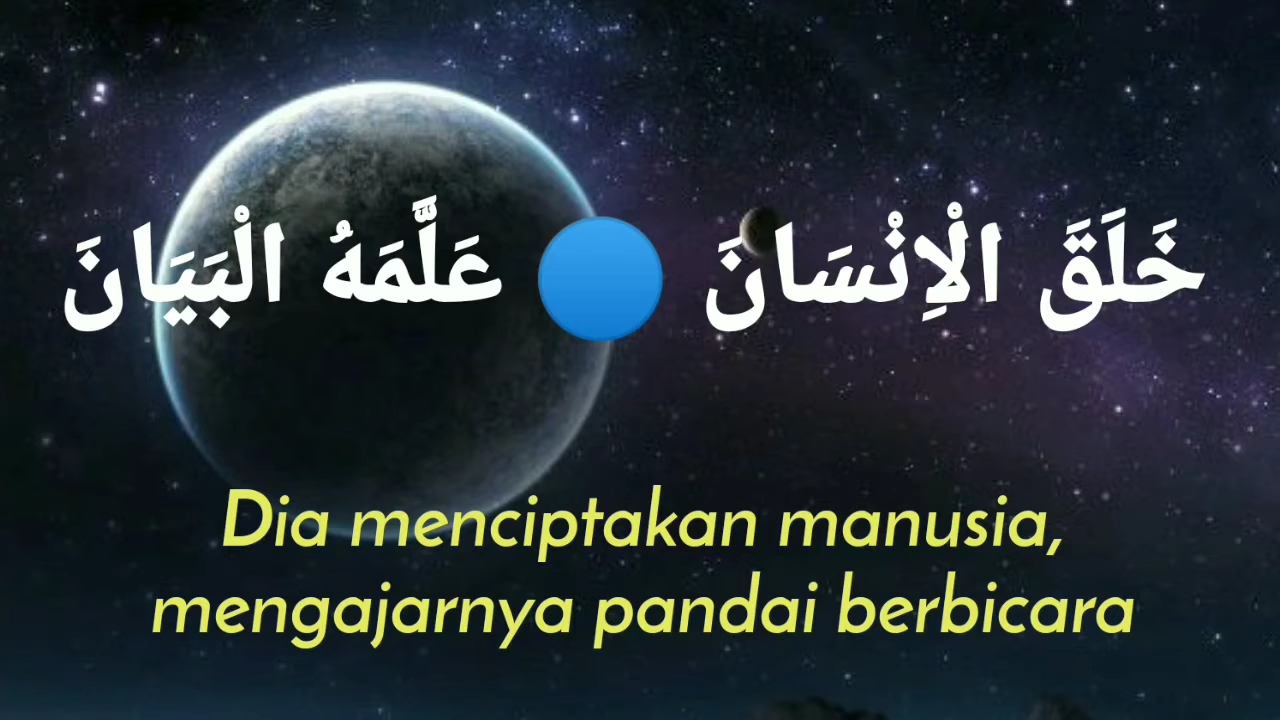 خَلَقَ الْاِنْسَانَ 🔵 عَلَّمَهُ الْبَيَانَ
Dia menciptakan manusia,
mengajarnya pandai berbicara